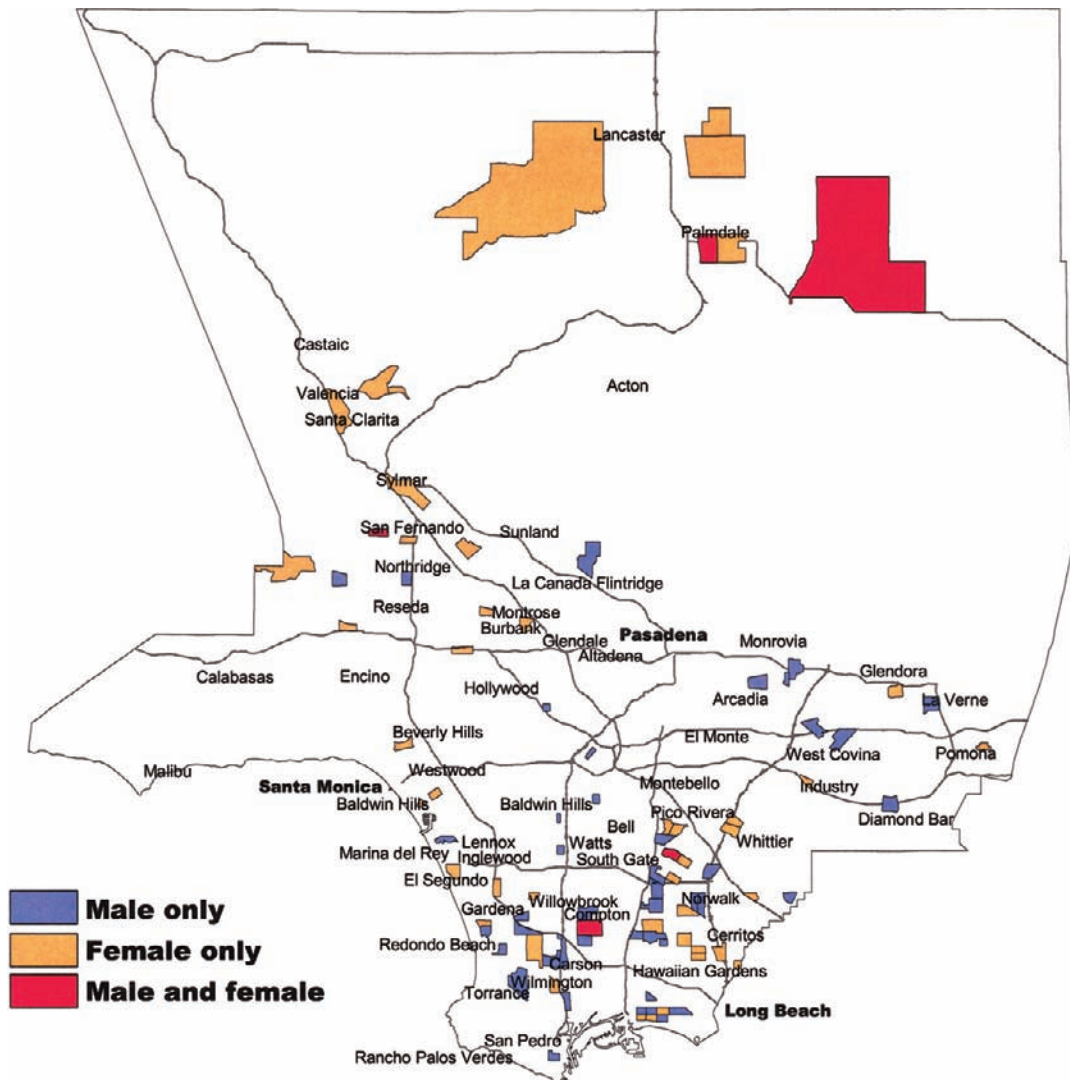 Lancaster
Palmdale
Castaic
Acton
Valencia
Santa Clarita
Sylmar
San Fernando
Sunland
Northridge
La Canada Flintridge
Reseda
Montrose
Burbank
Glendale
Pasadena
Monrovia
Altadena
Calabasas
Encino
Hollywood
Arcadia
Glendora
La Verne
Beverly Hills
El Monte
West Covina
Pomona
Malibu
Westwood
Santa Monica
Montebello
Industry
Baldwin Hills
Baldwin Hills
Pico Rivera
Diamond Bar
Bell
Whittier
Marina del Rey
Lennox
Inglewood
Watts
South Gate
El Segundo
Willowbrook
Norwalk
Gardena
Compton
Cerritos
Redondo Beach
Carson
Hawaiian Gardens
Wilmington
Torrance
Long Beach
San Pedro
Rancho Palos Verdes
Male only
Female only
Male and female